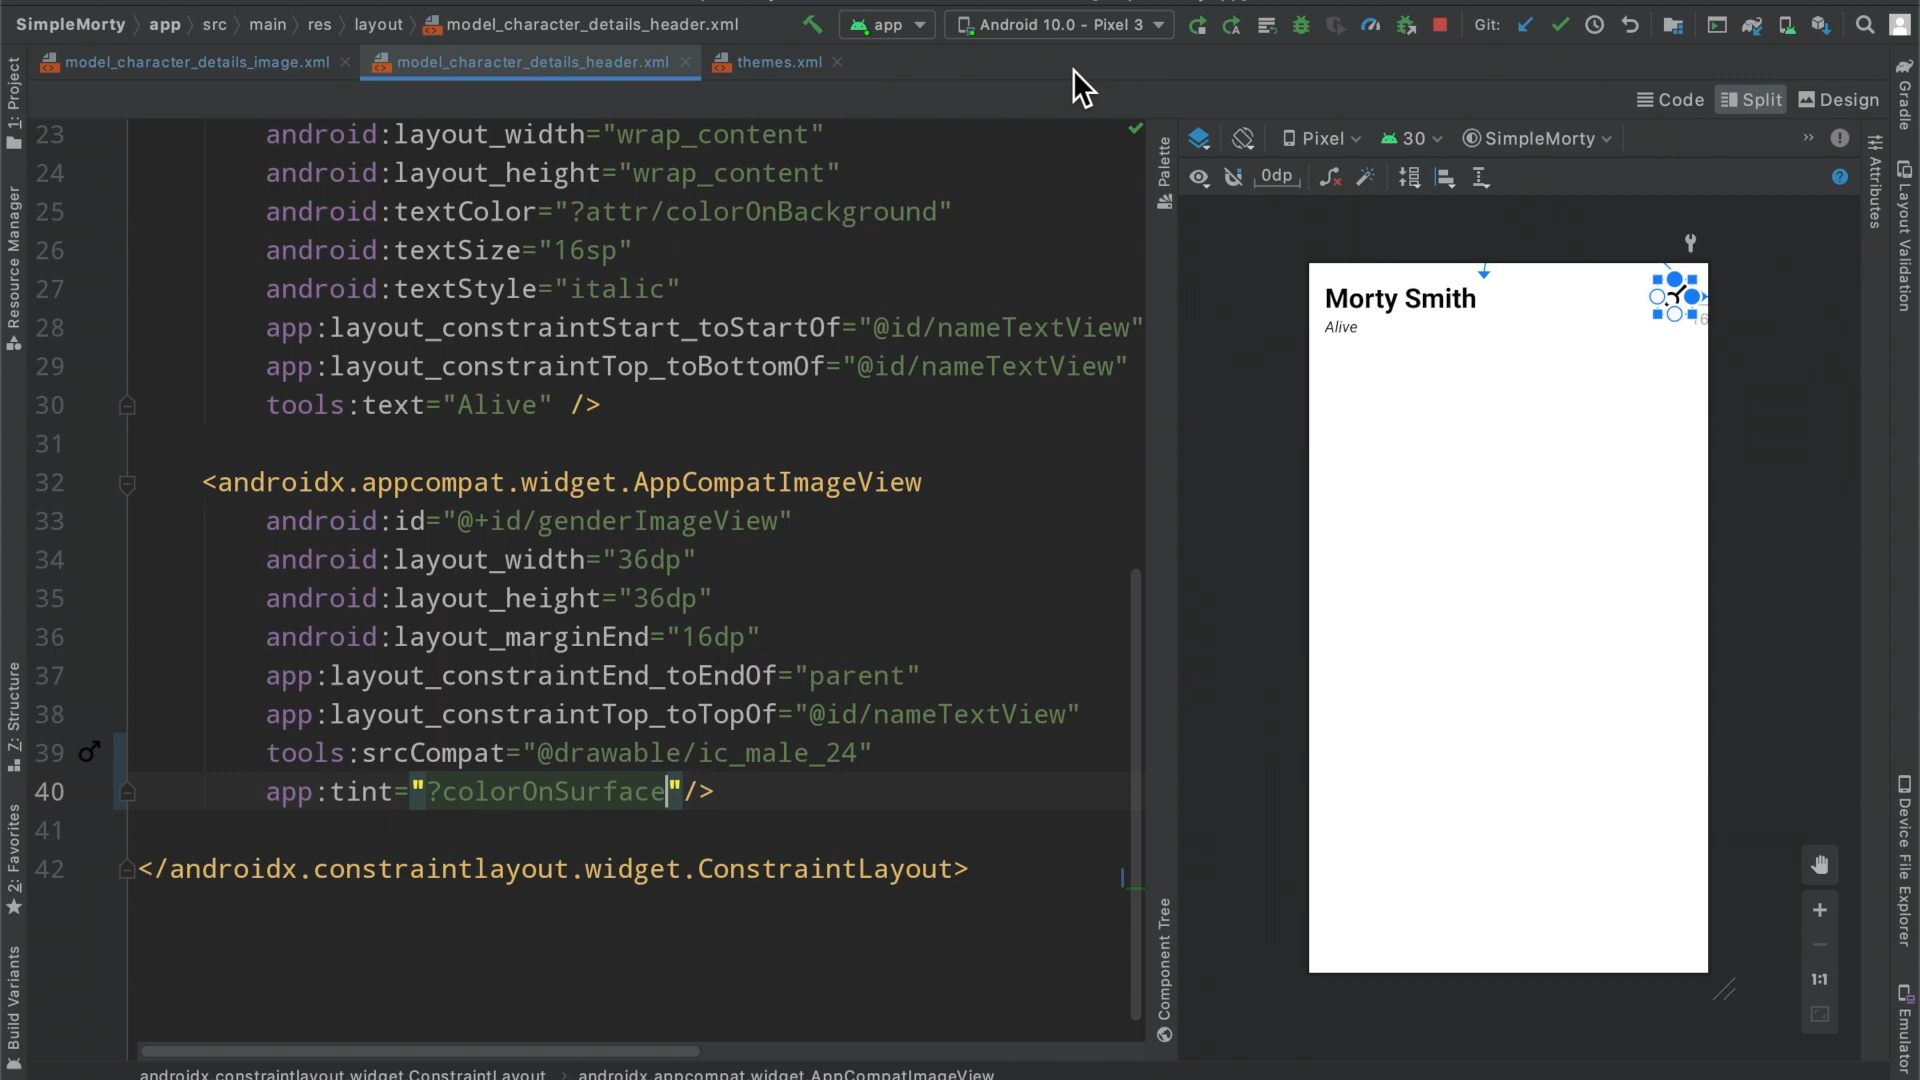 SimpleMorty app src main res layout model_character_details_header.xml app Android 10.0 - Pixel 3 Git:
model_character_details_image.xml model_character_details_header.xml themes.xml
Code Split Design
1: Project
Resource Manager
Z: Structure
2: Favorites
Build Variants
23 android:layout_width="wrap_content"
24 android:layout_height="wrap_content"
25 android:textColor="?attr/colorOnBackground"
26 android:textSize="16sp"
27 android:textStyle="italic"
28 app:layout_constraintStart_toStartOf="@id/nameTextView"
29 app:layout_constraintTop_toBottomOf="@id/nameTextView"
30 tools:text="Alive" />
31
32 <androidx.appcompat.widget.AppCompatImageView
33 android:id="@+id/genderImageView"
34 android:layout_width="36dp"
35 android:layout_height="36dp"
36 android:layout_marginEnd="16dp"
37 app:layout_constraintEnd_toEndOf="parent"
38 app:layout_constraintTop_toTopOf="@id/nameTextView"
39 tools:srcCompat="@drawable/ic_male_24"
40 app:tint="?colorOnSurface"/>
41
42 </androidx.constraintlayout.widget.ConstraintLayout>
androidx.constraintlayout.widget.ConstraintLayout androidx.appcompat.widget.AppCompatImageView
Palette
Component Tree
Pixel 30 SimpleMorty
0dp
Morty Smith
Alive
16
1:1
Attributes
Gradle
Layout Validation
Device File Explorer
Emulator